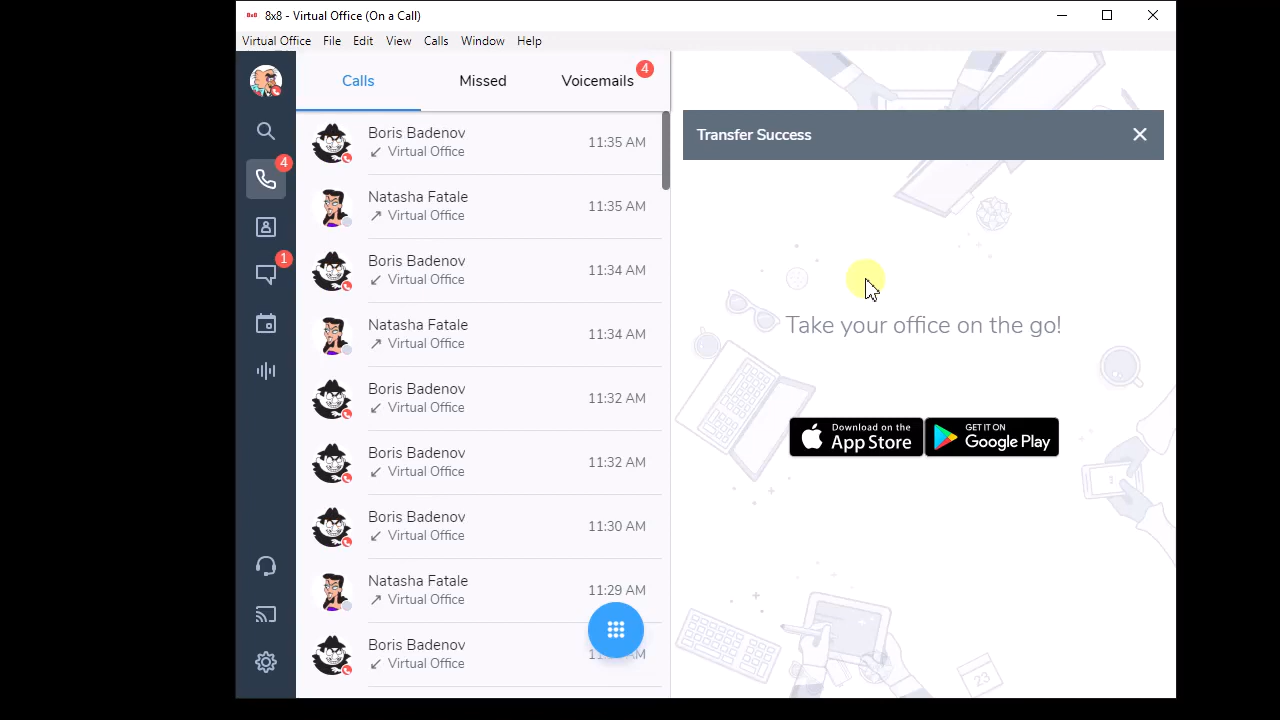 8x8 - Virtual Office (On a Call)
Virtual Office File Edit View Calls Window Help
Calls Missed Voicemails 4
4
1
Boris Badenov
↙ Virtual Office 11:35 AM
Natasha Fatale
↗ Virtual Office 11:35 AM
Boris Badenov
↙ Virtual Office 11:34 AM
Natasha Fatale
↗ Virtual Office 11:34 AM
Boris Badenov
↙ Virtual Office 11:32 AM
Boris Badenov
↙ Virtual Office 11:32 AM
Boris Badenov
↙ Virtual Office 11:30 AM
Natasha Fatale
↗ Virtual Office 11:29 AM
Boris Badenov
↙ Virtual Office
Transfer Success
Take your office on the go!
Download on the
App Store
GET IT ON
Google Play
23